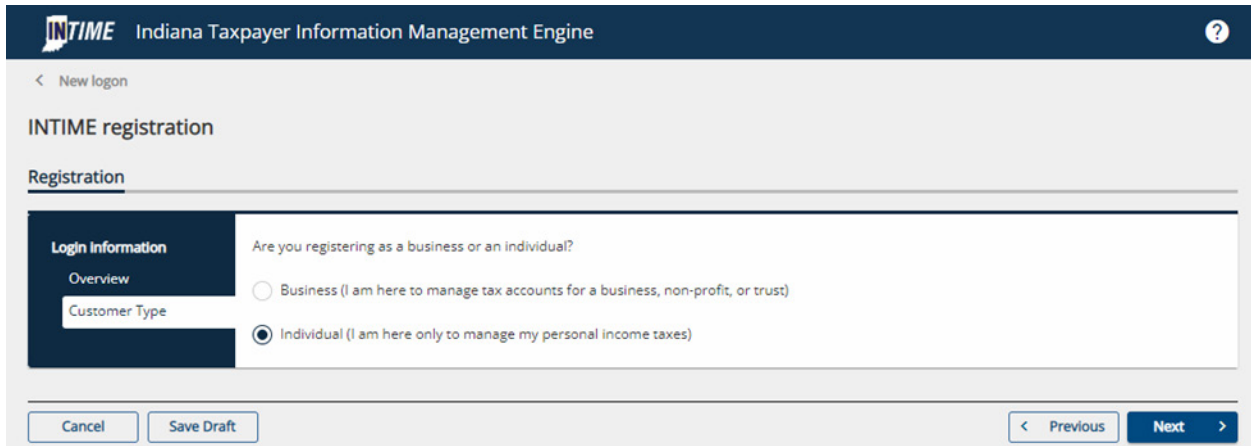 INTIME Indiana Taxpayer Information Management Engine ?
< New logon
INTIME registration
Registration
Login Information
Overview
Customer Type
Are you registering as a business or an individual?
Business (I am here to manage tax accounts for a business, non-profit, or trust)
Individual (I am here only to manage my personal income taxes)
Cancel Save Draft < Previous Next >